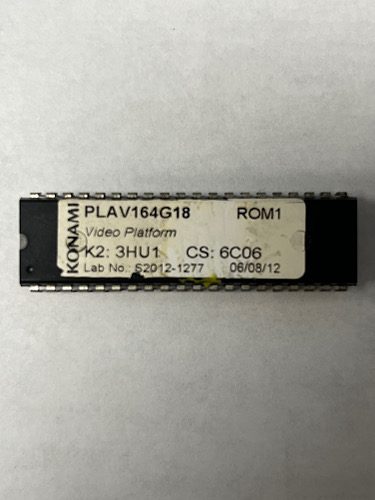 KONAMI
PLAV164G18 ROM1
Video Platform
K2: 3HU1 CS: 6C06
Lab No.: S2012-1277 06/08/12